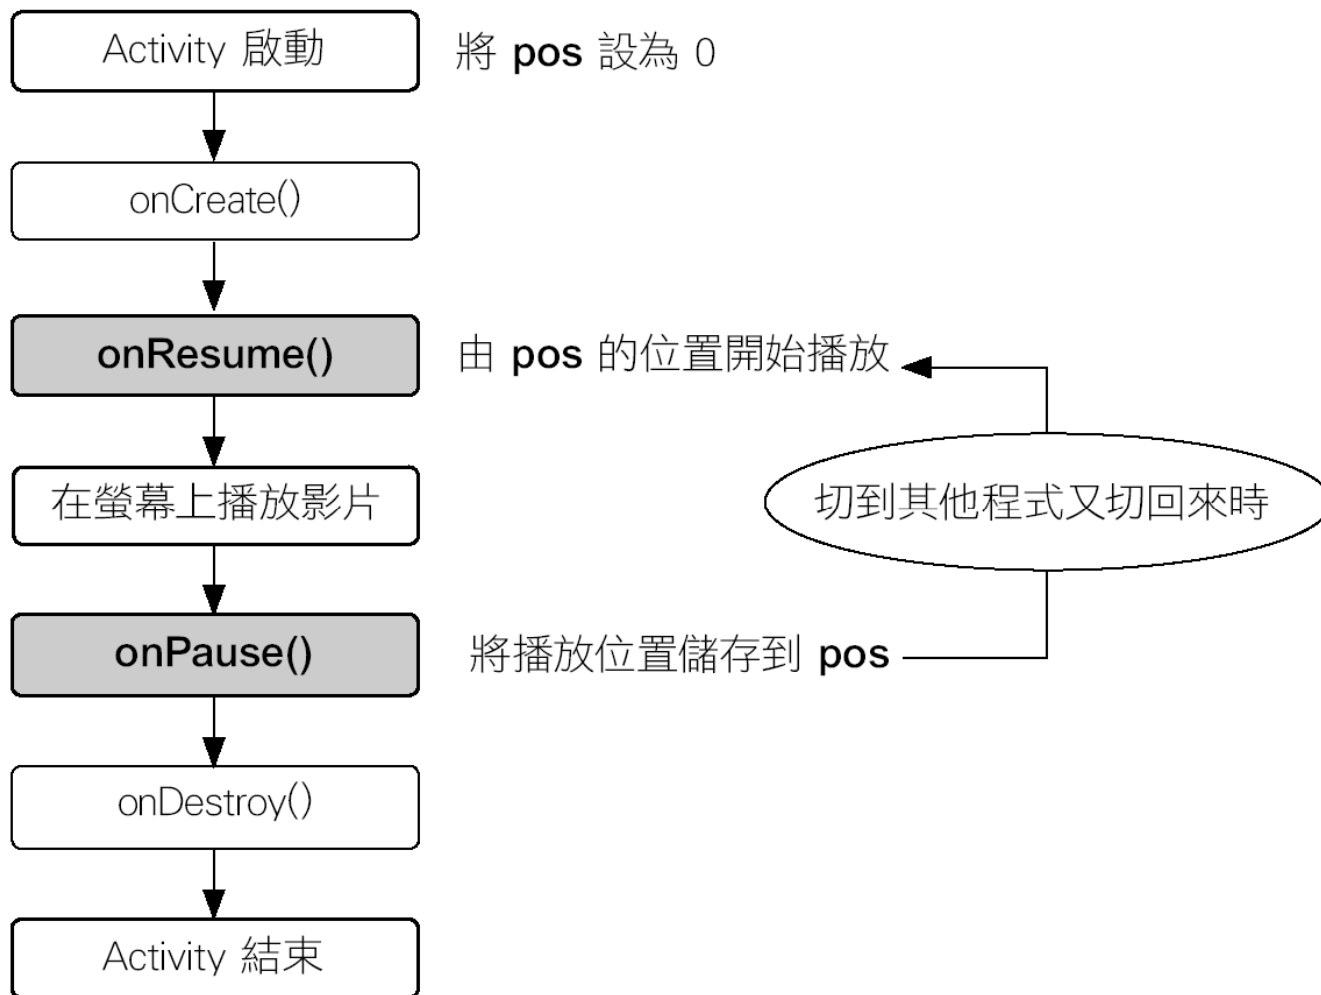 Activity 啟動
將 pos 設為 0
onCreate()
onResume()
由 pos 的位置開始播放
在螢幕上播放影片
切到其他程式又切回來時
onPause()
將播放位置儲存到 pos
onDestroy()
Activity 結束